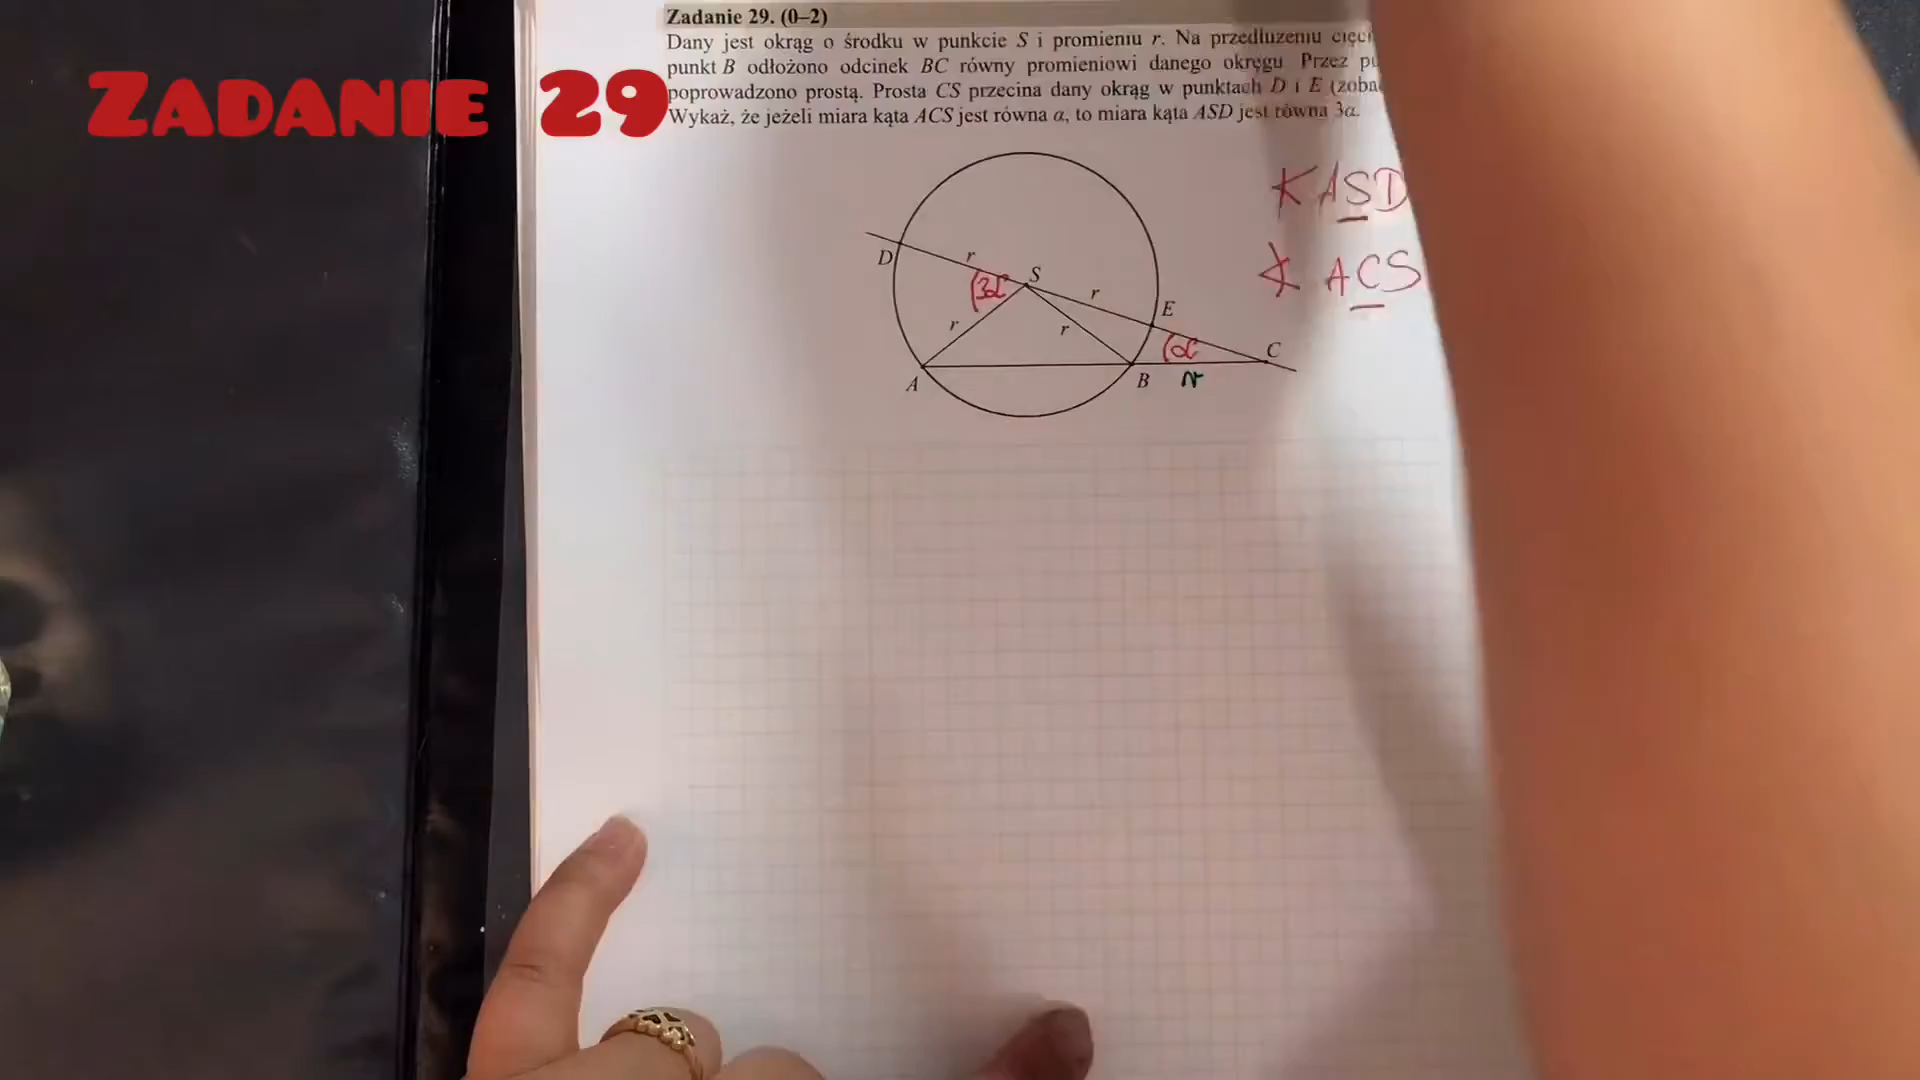 Zadanie 29. (0–2)
Dany jest okrąg o środku w punkcie S i promieniu r. Na przedłużeniu
punkt B odłożono odcinek BC równy promieniowi danego okręgu Przez
poprowadzono prostą. Prosta CS przecina dany okrąg w punktach D i E
Wykaż, że jeżeli miara kąta ACS jest równa α, to miara kąta ASD jest równa 3α.
ZADANIE 29
∢ASD
∢ ACS
D
r
S
3α
r
E
r
r
α
C
A
B
r